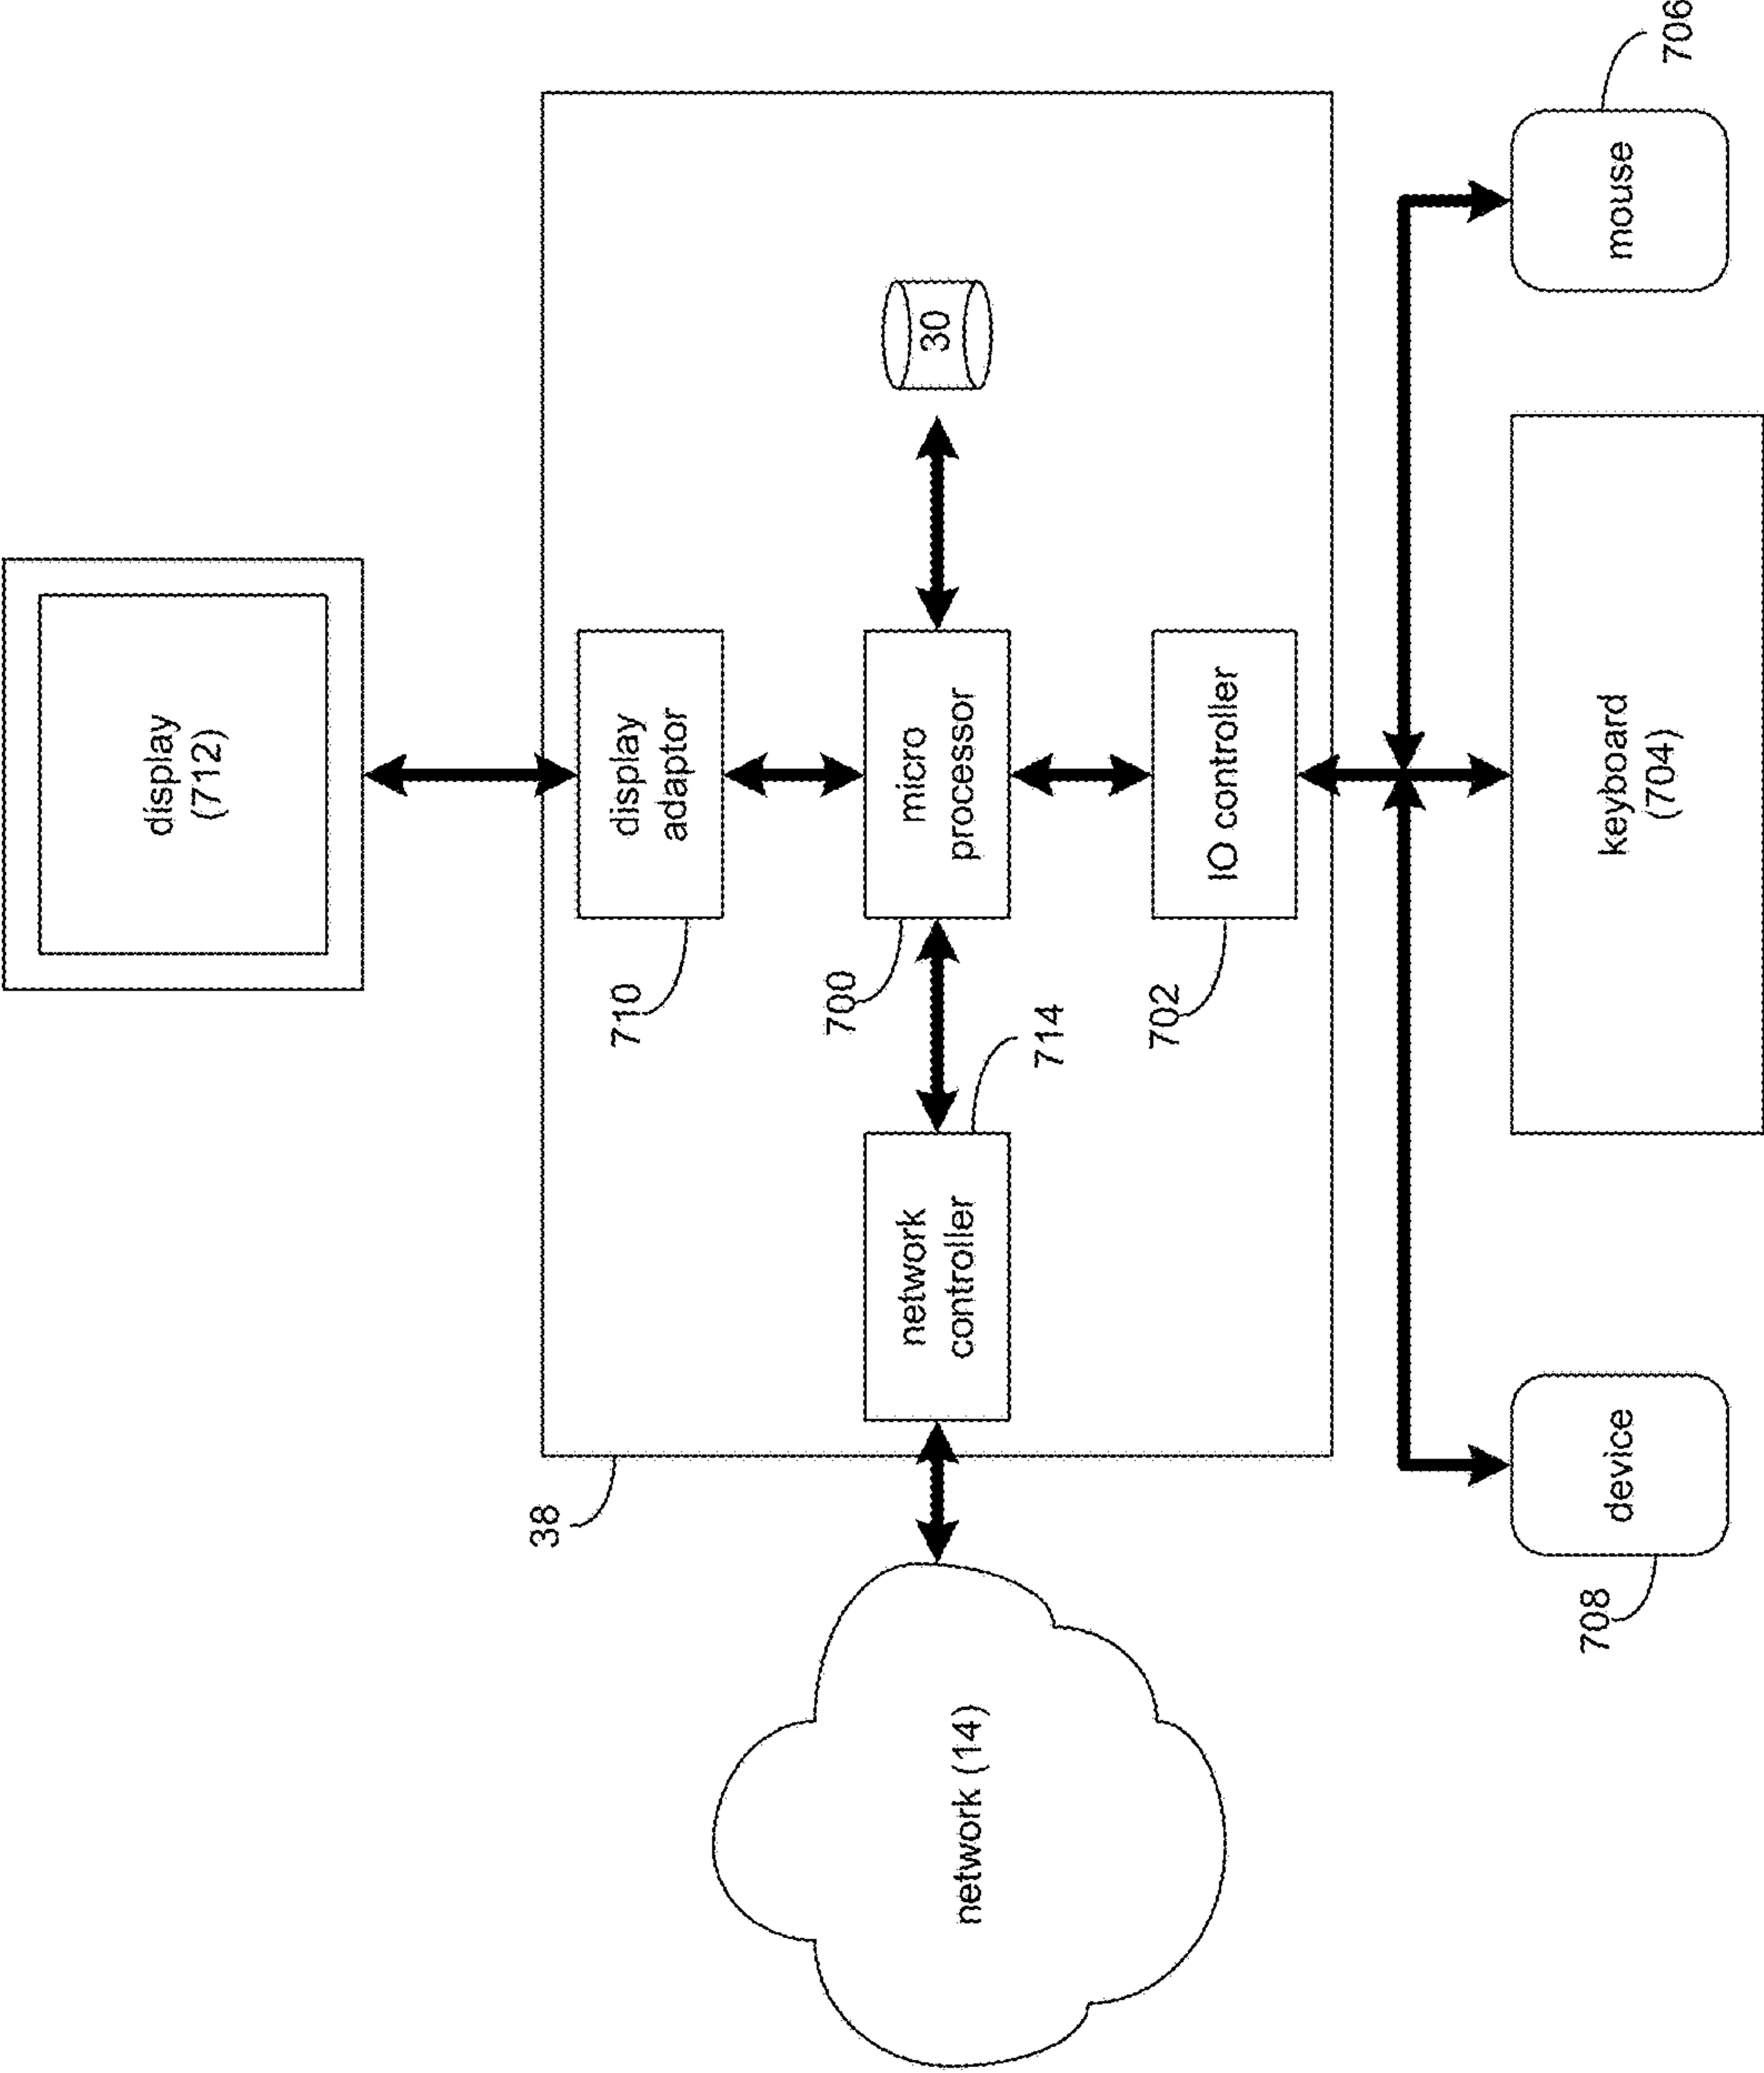 display
(712)
display
adaptor
710
micro
processor
700
30
network
controller
714
IO controller
702
38
network (14)
device
708
keyboard
(704)
mouse
706